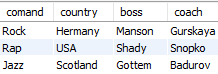 comand country boss coach
Rock Hermany Manson Gurskaya
Rap USA Shady Snopko
Jazz Scotland Gottem Badurov